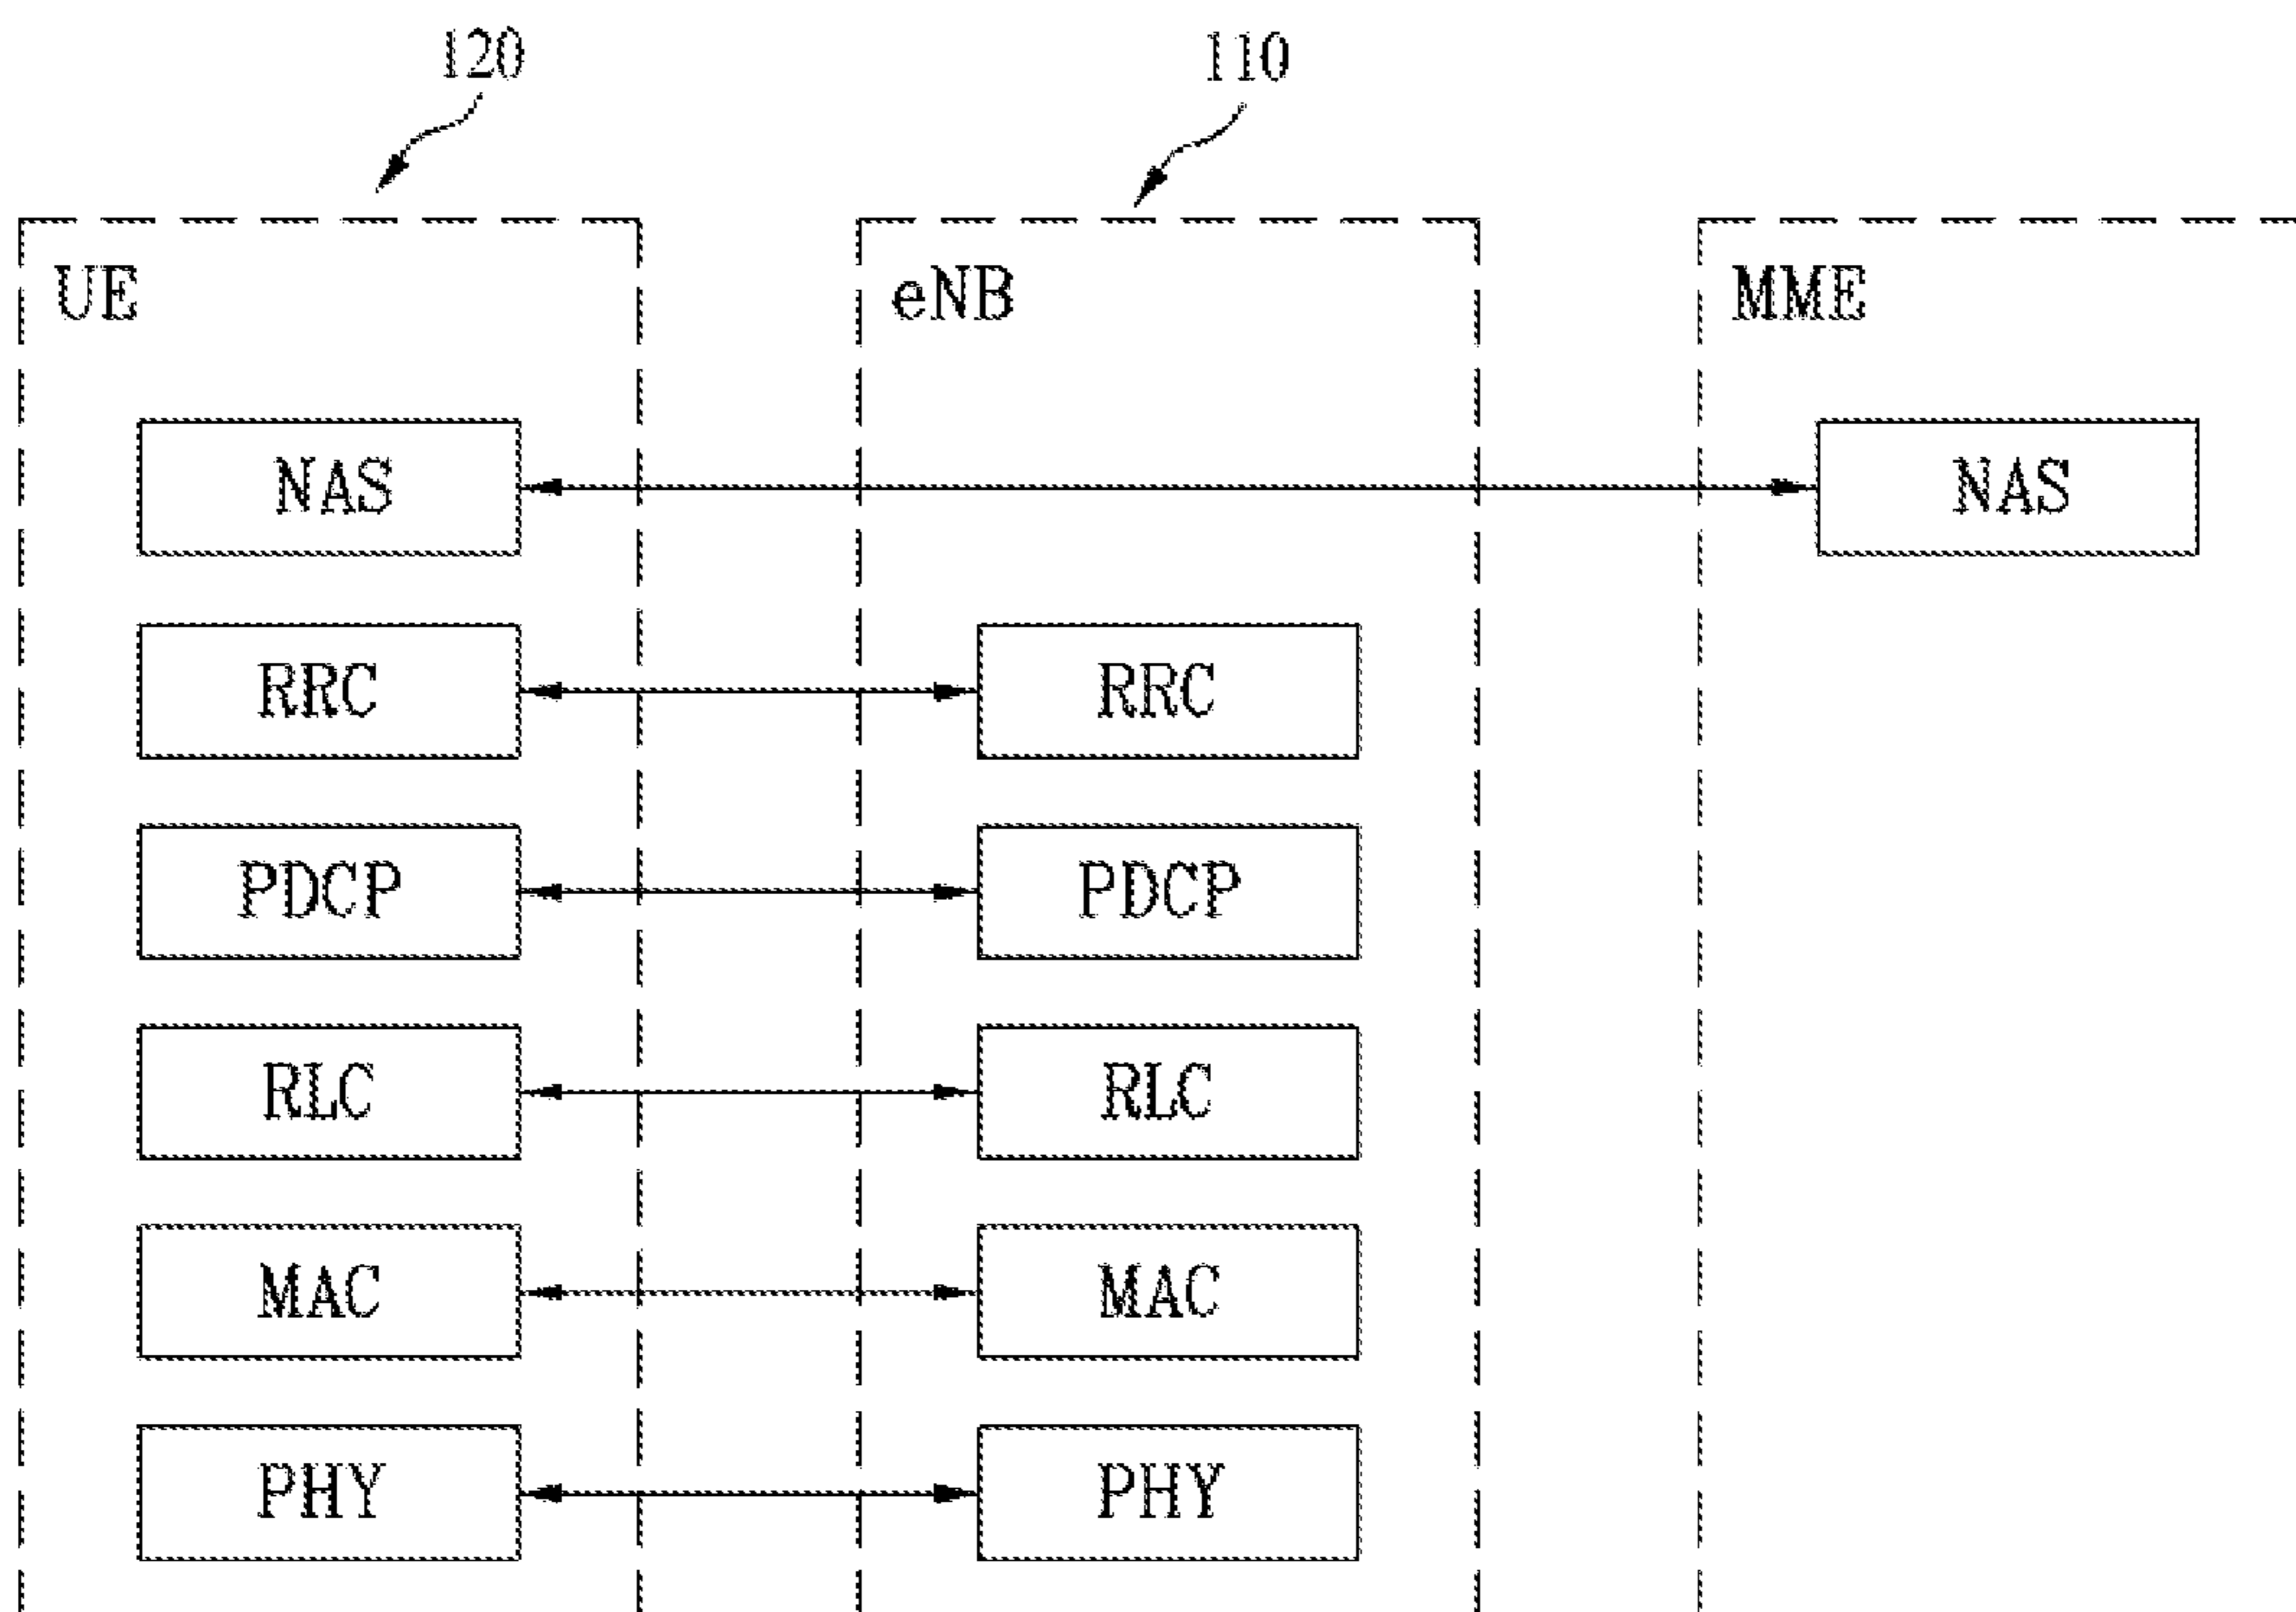 120
110
UE
eNB
MME
NAS
NAS
RRC
RRC
PDCP
PDCP
RLC
RLC
MAC
MAC
PHY
PHY